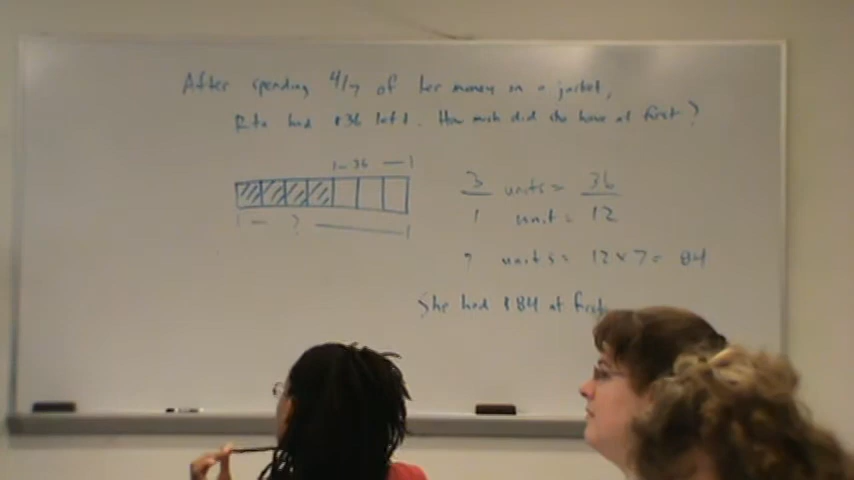 After spending 4/7 of her money on a jacket,
Rita had $36 left. How much did she have at first?
36
?
3 units = 36
1 unit = 12
7 units = 12 x 7 = 84
She had $84 at first.